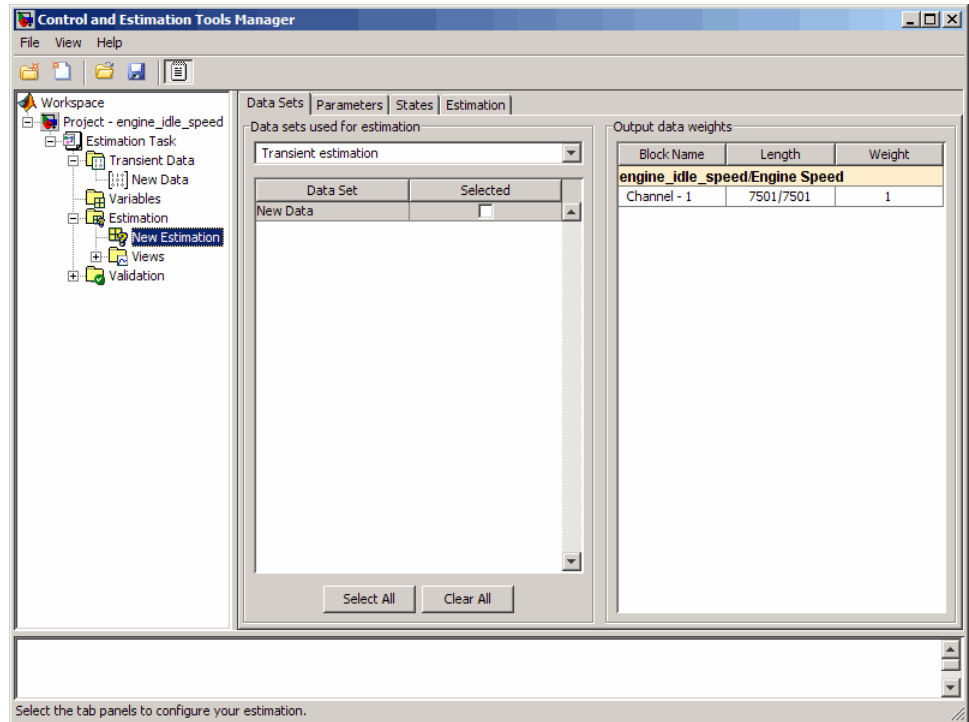 Control and Estimation Tools Manager
File View Help
Workspace
Project - engine_idle_speed
Estimation Task
Transient Data
New Data
Variables
Estimation
New Estimation
Views
Validation
Data Sets Parameters States Estimation
Data sets used for estimation
Transient estimation
Data Set Selected
New Data
Select All Clear All
Output data weights
Block Name Length Weight
engine_idle_speed/Engine Speed
Channel - 1 7501/7501 1
Select the tab panels to configure your estimation.